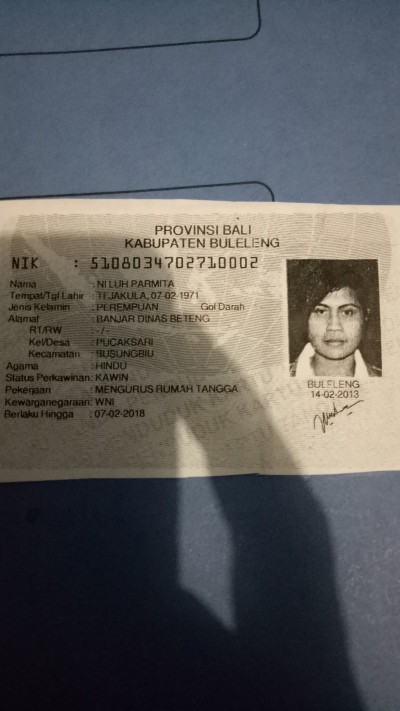 PROVINSI BALI
KABUPATEN BULELENG
NIK : 5108034702710002
Nama : NI LUH PARMITA
Tempat/Tgl Lahir : TEJAKULA, 07-02-1971
Jenis Kelamin : PEREMPUAN Gol Darah
Alamat : BANJAR DINAS BETENG
RT/RW : -/-
Kel/Desa : PUCAKSARI
Kecamatan : BUSUNGBIU
Agama : HINDU
Status Perkawinan: KAWIN
Pekerjaan : MENGURUS RUMAH TANGGA
Kewarganegaraan: WNI
Berlaku Hingga : 07-02-2018
BULELENG
14-02-2013